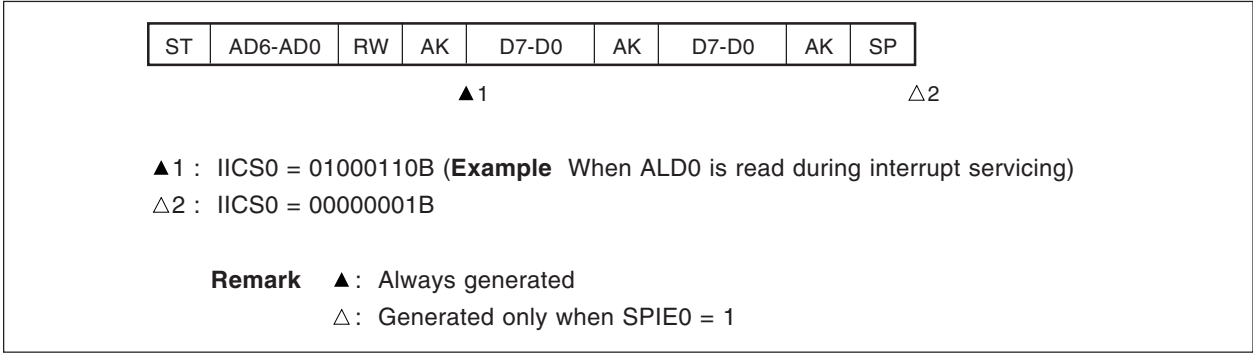 ST AD6-AD0 RW AK D7-D0 AK D7-D0 AK SP
▲1 △2
▲1 : IICS0 = 01000110B (Example When ALD0 is read during interrupt servicing)
△2 : IICS0 = 00000001B
Remark ▲: Always generated
△: Generated only when SPIE0 = 1